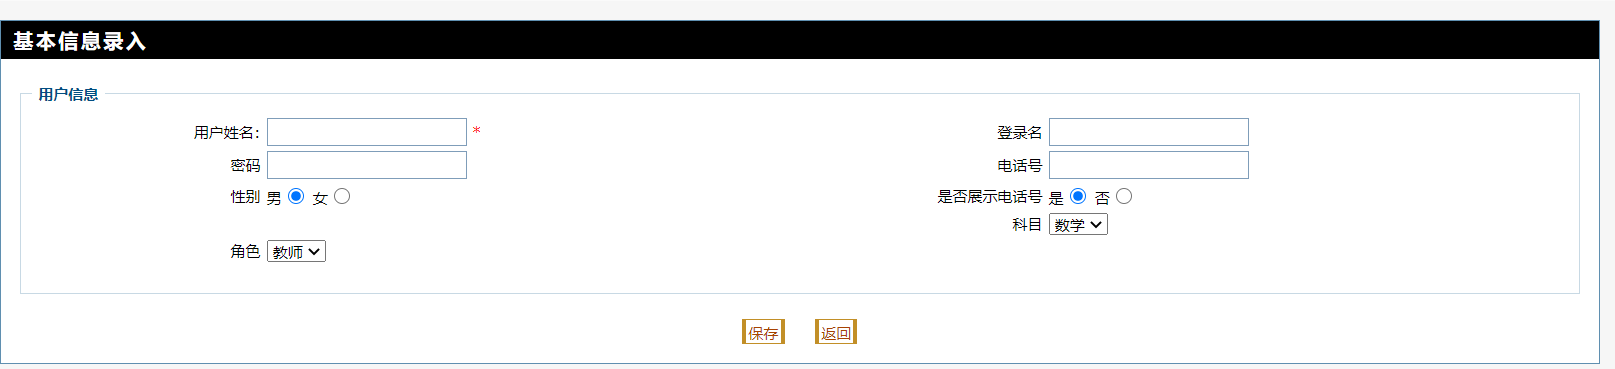 基本信息录入
用户信息
用户姓名: * 登录名
密码 电话号
性别 男 女 是否展示电话号 是 否
科目 数学
角色 教师
保存 返回